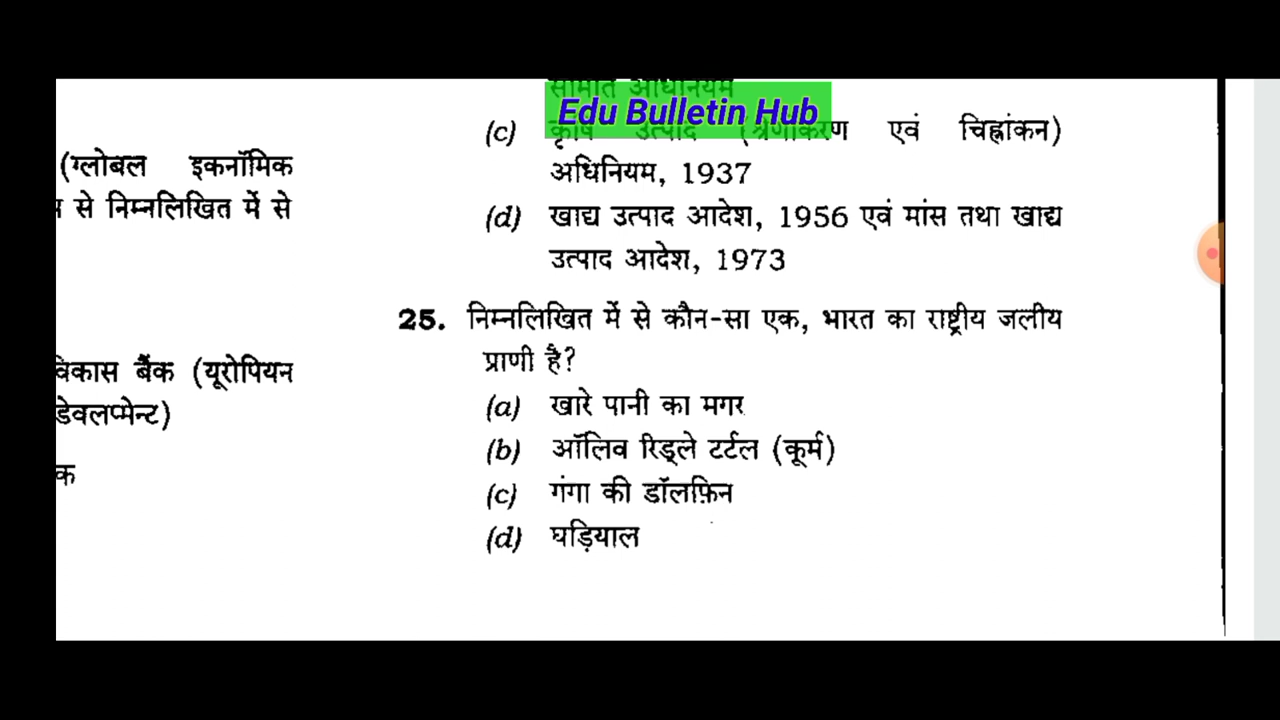 (ग्लोबल इकनॉमिक
से निम्नलिखित में से
विकास बैंक (यूरोपियन
डेवलप्मेन्ट)
क
Edu Bulletin Hub
(c) कृषि उत्पाद (श्रेणीकरण एवं चिह्नांकन)
अधिनियम, 1937
(d) खाद्य उत्पाद आदेश, 1956 एवं मांस तथा खाद्य
उत्पाद आदेश, 1973
25. निम्नलिखित में से कौन-सा एक, भारत का राष्ट्रीय जलीय
प्राणी है?
(a) खारे पानी का मगर
(b) ऑलिव रिड्ले टर्टल (कूर्म)
(c) गंगा की डॉलफ़िन
(d) घड़ियाल